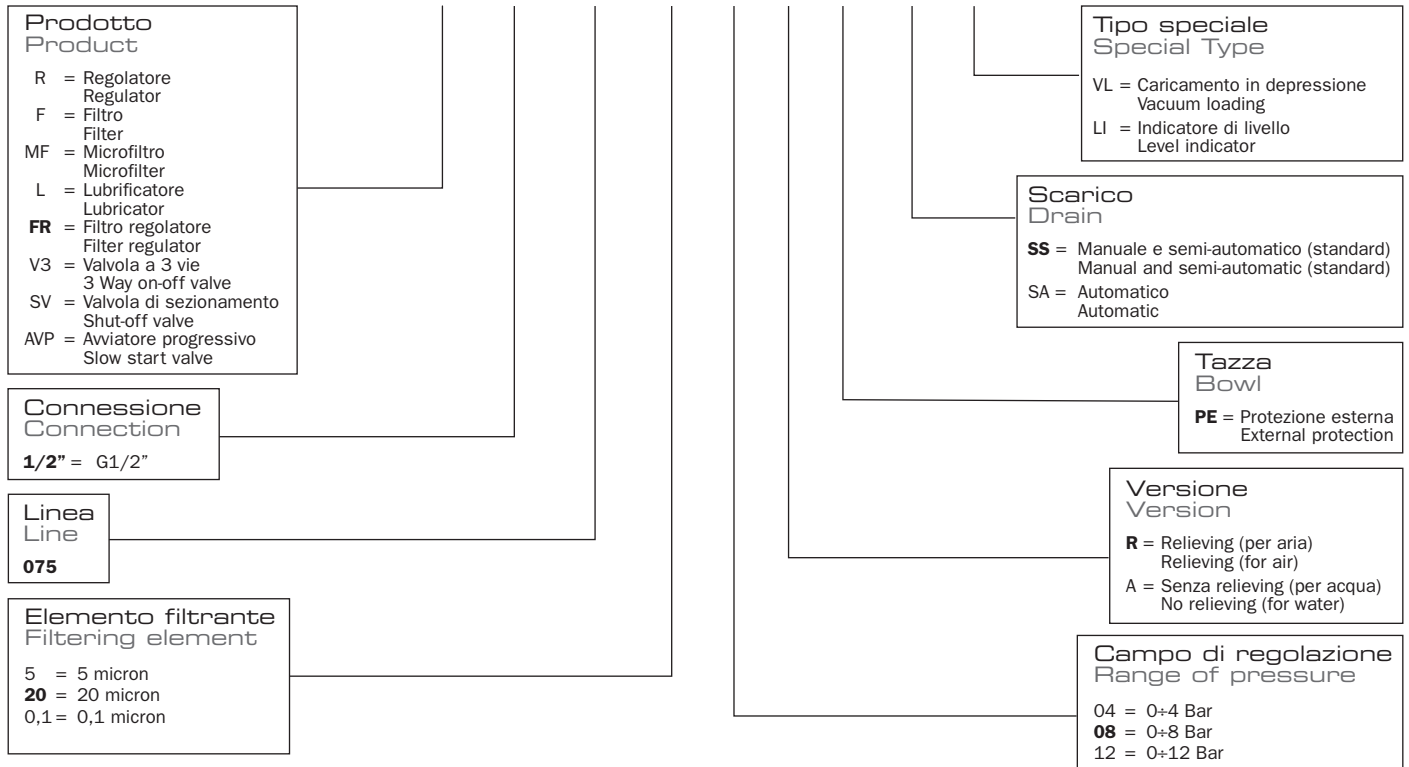 Prodotto
Product
R = Regolatore
Regulator
F = Filtro
Filter
MF = Microfiltro
Microfilter
L = Lubrificatore
Lubricator
FR = Filtro regolatore
Filter regulator
V3 = Valvola a 3 vie
3 Way on-off valve
SV = Valvola di sezionamento
Shut-off valve
AVP = Avviatore progressivo
Slow start valve
Connessione
Connection
1/2” = G1/2”
Linea
Line
075
Elemento filtrante
Filtering element
5 = 5 micron
20 = 20 micron
0,1 = 0,1 micron
Tipo speciale
Special Type
VL = Caricamento in depressione
Vacuum loading
LI = Indicatore di livello
Level indicator
Scarico
Drain
SS = Manuale e semi-automatico (standard)
Manual and semi-automatic (standard)
SA = Automatico
Automatic
Tazza
Bowl
PE = Protezione esterna
External protection
Versione
Version
R = Relieving (per aria)
Relieving (for air)
A = Senza relieving (per acqua)
No relieving (for water)
Campo di regolazione
Range of pressure
04 = 0÷4 Bar
08 = 0÷8 Bar
12 = 0÷12 Bar